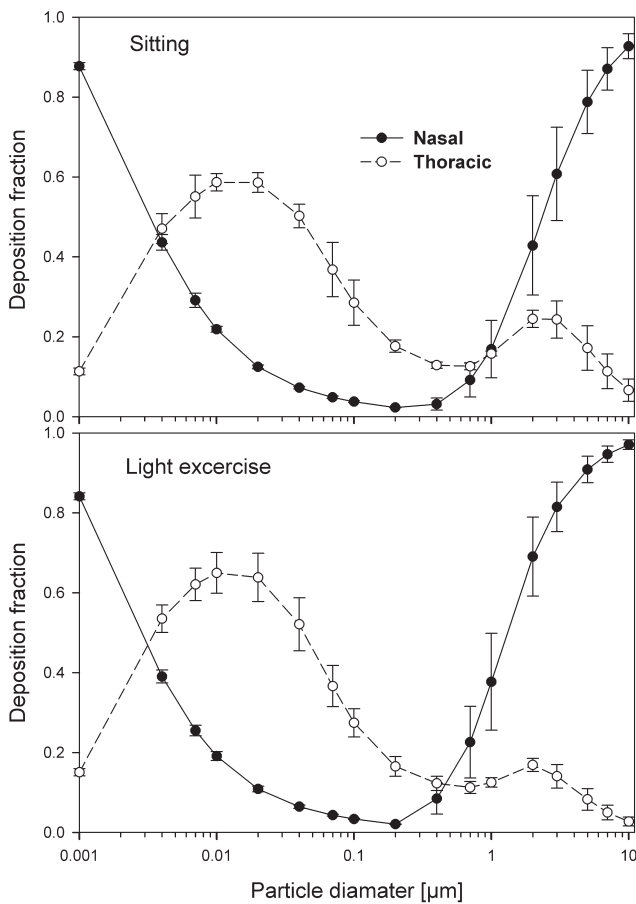 1.0
Sitting
0.8
Nasal
Thoracic
0.6
0.4
0.2
0.0
Deposition fraction
1.0
Light excercise
0.8
0.6
0.4
0.2
0.0
Deposition fraction
0.001 0.01 0.1 1 10
Particle diamater [µm]